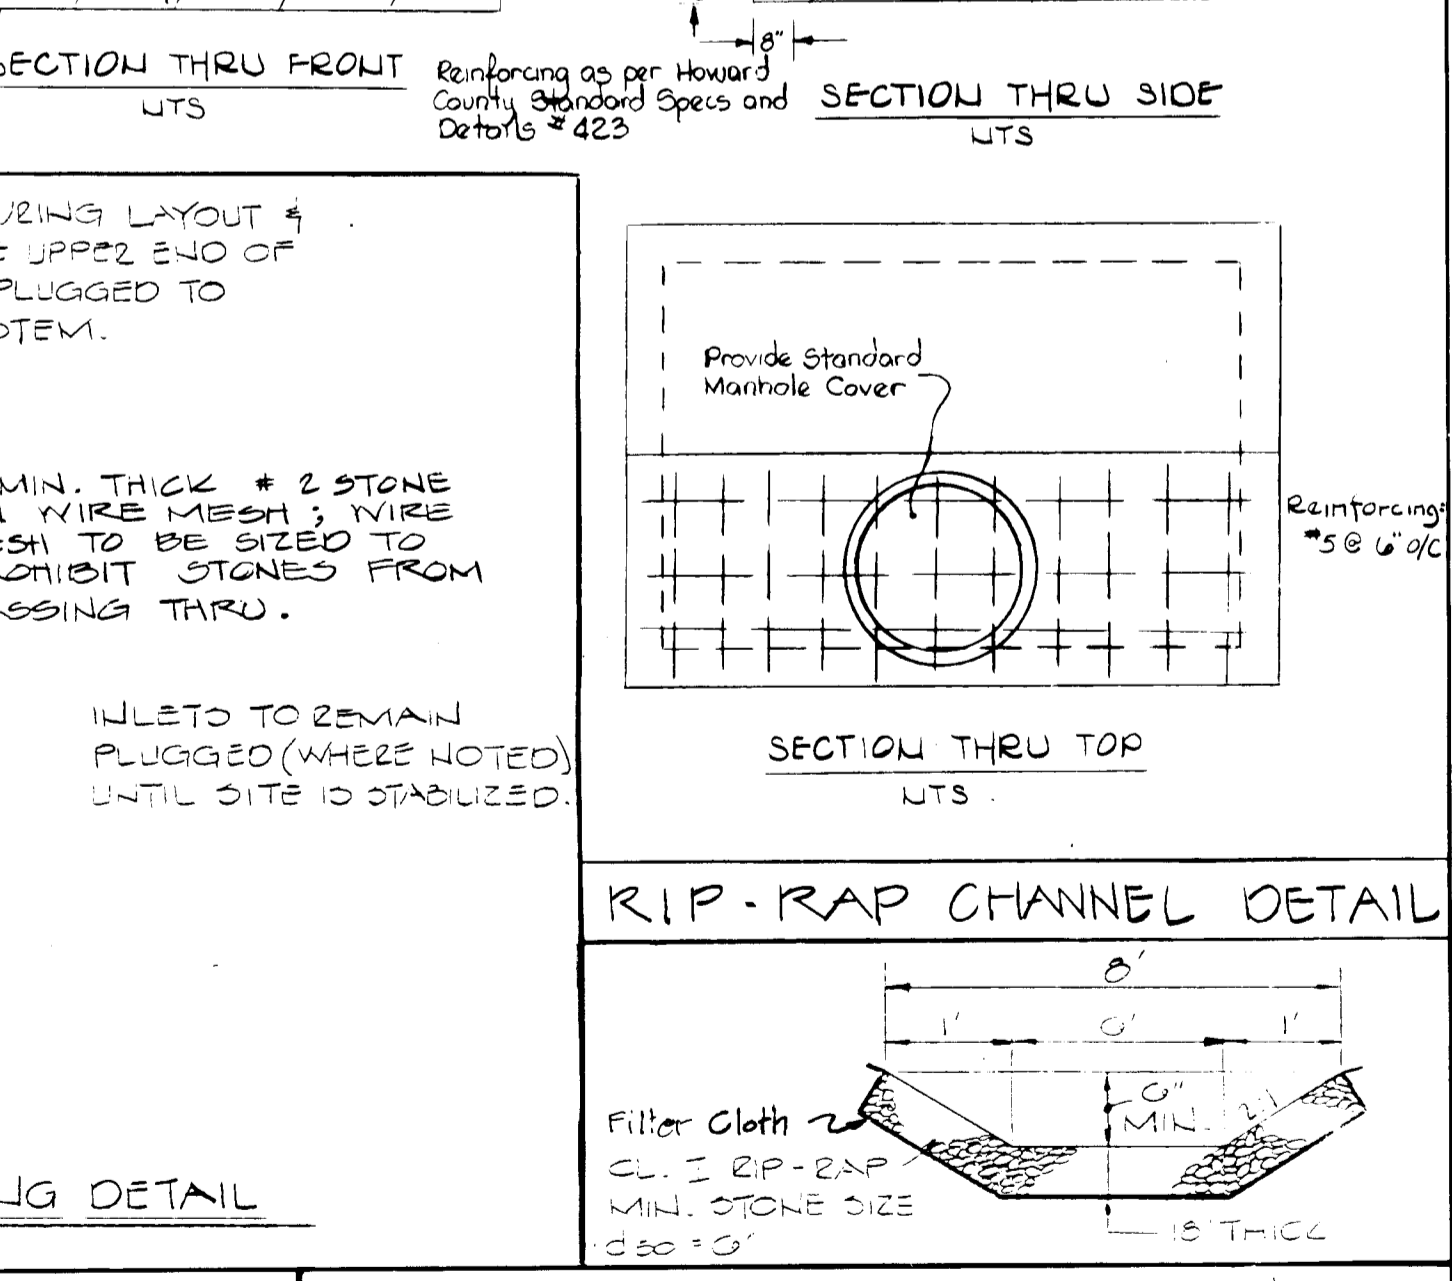 8"
SECTION THRU FRONT
NTS
Reinforcing as per Howard
County Standard Specs and
Details #423
SECTION THRU SIDE
NTS
LAYOUT &
UPPER END OF
PLUGGED TO
MIN. THICK # 2 STONE
WIRE MESH ; WIRE
TO BE SIZED TO
STONES FROM
THRU.
INLETS TO REMAIN
PLUGGED (WHERE NOTED)
UNTIL SITE IS STABILIZED.
Provide Standard
Manhole Cover
Reinforcing:
#5 @ 6" O/C
SECTION THRU TOP
NTS
RIP-RAP CHANNEL DETAIL
8'
1' 6' 1'
6"
MIN.
2:1
Filter Cloth
CL. I RIP-RAP
MIN. STONE SIZE
d50 = 6"
18" THICK
DETAIL